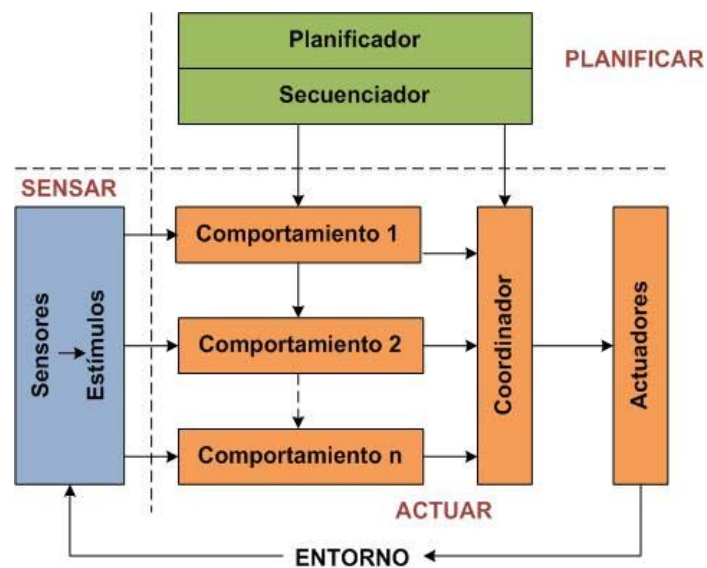 Planificador
PLANIFICAR
Secuenciador
SENSAR
Sensores
Estímulos
Comportamiento 1
Comportamiento 2
Comportamiento n
Coordinador
Actuadores
ACTUAR
ENTORNO